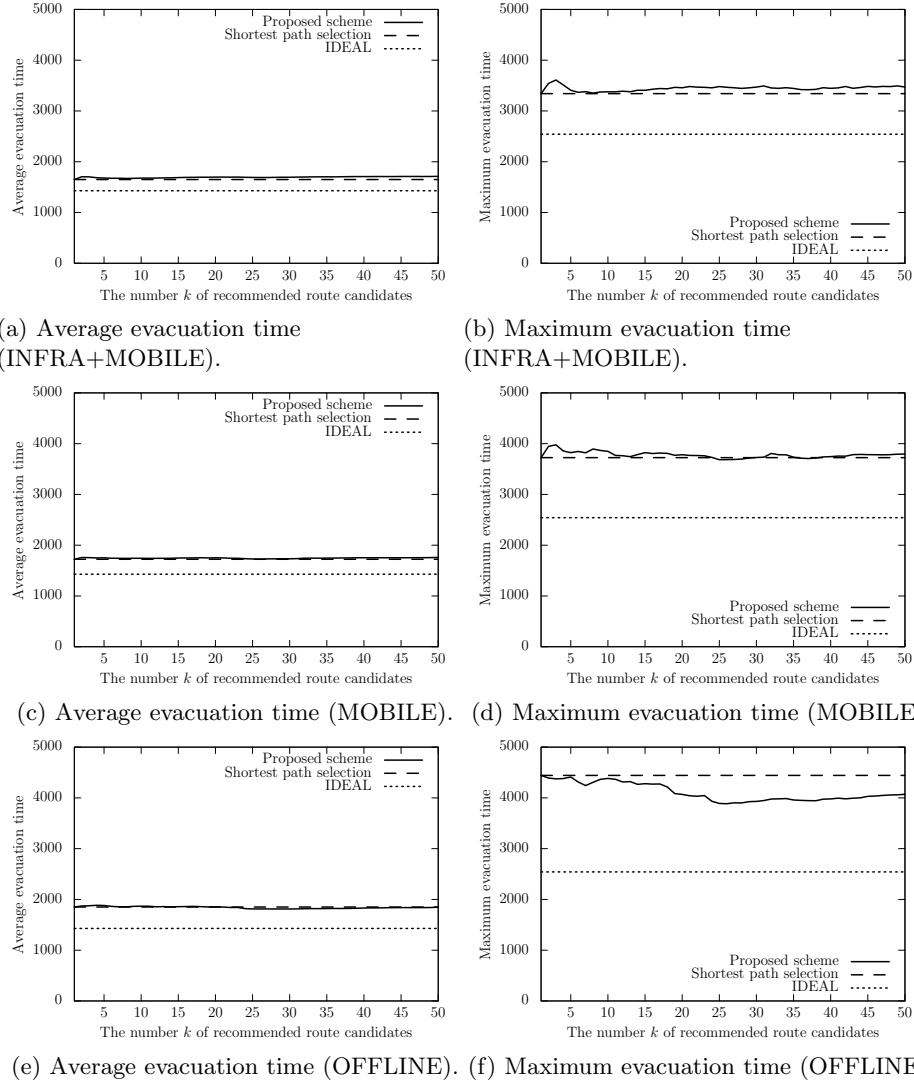 5000
4000
3000
2000
1000
0
Average evacuation time
Proposed scheme
Shortest path selection
IDEAL
5 10 15 20 25 30 35 40 45 50
The number k of recommended route candidates
(a) Average evacuation time
(INFRA+MOBILE).
5000
4000
3000
2000
1000
0
Maximum evacuation time
Proposed scheme
Shortest path selection
IDEAL
5 10 15 20 25 30 35 40 45 50
The number k of recommended route candidates
(b) Maximum evacuation time
(INFRA+MOBILE).
5000
4000
3000
2000
1000
0
Average evacuation time
Proposed scheme
Shortest path selection
IDEAL
5 10 15 20 25 30 35 40 45 50
The number k of recommended route candidates
(c) Average evacuation time (MOBILE).
5000
4000
3000
2000
1000
0
Maximum evacuation time
Proposed scheme
Shortest path selection
IDEAL
5 10 15 20 25 30 35 40 45 50
The number k of recommended route candidates
(d) Maximum evacuation time (MOBILE
5000
4000
3000
2000
1000
0
Average evacuation time
Proposed scheme
Shortest path selection
IDEAL
5 10 15 20 25 30 35 40 45 50
The number k of recommended route candidates
(e) Average evacuation time (OFFLINE).
5000
4000
3000
2000
1000
0
Maximum evacuation time
Proposed scheme
Shortest path selection
IDEAL
5 10 15 20 25 30 35 40 45 50
The number k of recommended route candidates
(f) Maximum evacuation time (OFFLINE